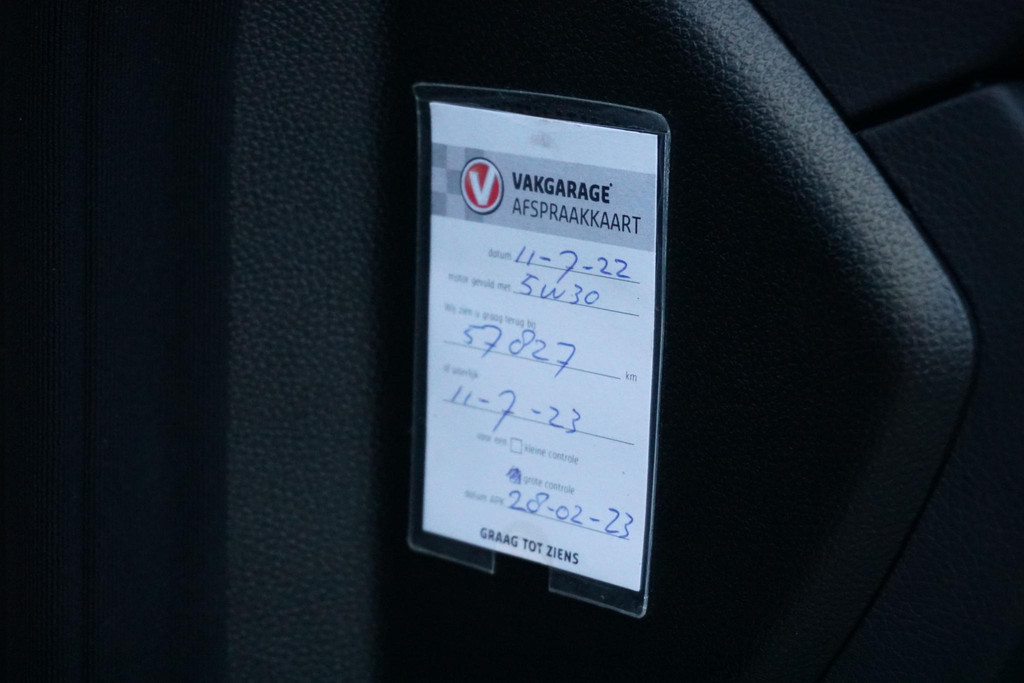 V VAKGARAGE
AFSPRAAKKAART
datum 11-7-22
motor gevuld met 5W30
Wij zien u graag terug bij
57827 km
of uiterlijk
11-7-23
voor een kleine controle
grote controle
datum APK 28-02-23
GRAAG TOT ZIENS